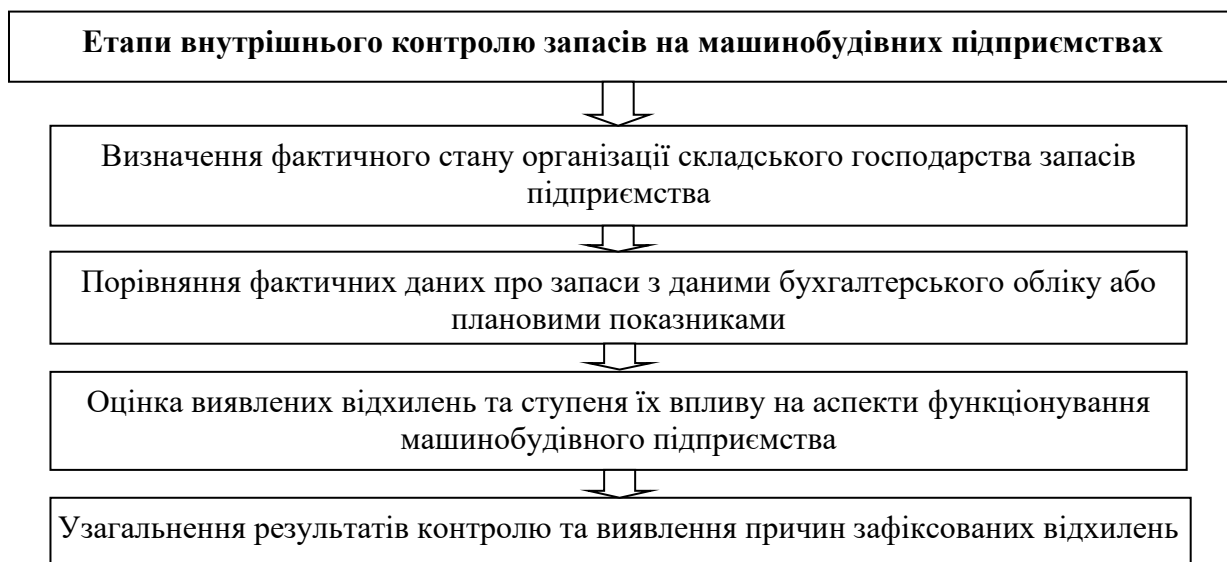 Етапи внутрішнього контролю запасів на машинобудівних підприємствах
Визначення фактичного стану організації складського господарства запасів
підприємства
Порівняння фактичних даних про запаси з даними бухгалтерського обліку або
плановими показниками
Оцінка виявлених відхилень та ступеня їх впливу на аспекти функціонування
машинобудівного підприємства
Узагальнення результатів контролю та виявлення причин зафіксованих відхилень